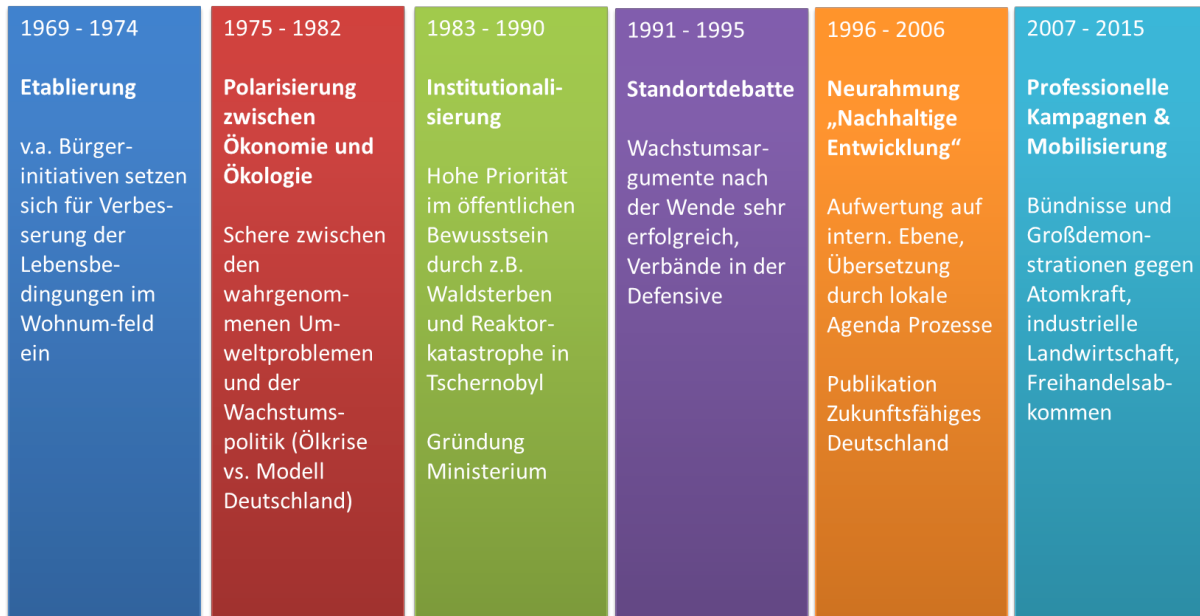 1969 - 1974
Etablierung
v.a. Bürger-
initiativen setzen
sich für Verbes-
serung der
Lebensbe-
dingungen im
Wohnum-feld
ein
1975 - 1982
Polarisierung
zwischen
Ökonomie und
Ökologie
Schere zwischen
den
wahrgenom-
menen Um-
weltproblemen
und der
Wachstums-
politik (Ölkrise
vs. Modell
Deutschland)
1983 - 1990
Institutionali-
sierung
Hohe Priorität
im öffentlichen
Bewusstsein
durch z.B.
Waldsterben
und Reaktor-
katastrophe in
Tschernobyl
Gründung
Ministerium
1991 - 1995
Standortdebatte
Wachstumsar-
gumente nach
der Wende sehr
erfolgreich,
Verbände in der
Defensive
1996 - 2006
Neurahmung
„Nachhaltige
Entwicklung“
Aufwertung auf
intern. Ebene,
Übersetzung
durch lokale
Agenda Prozesse
Publikation
Zukunftsfähiges
Deutschland
2007 - 2015
Professionelle
Kampagnen &
Mobilisierung
Bündnisse und
Großdemon-
strationen gegen
Atomkraft,
industrielle
Landwirtschaft,
Freihandelsab-
kommen